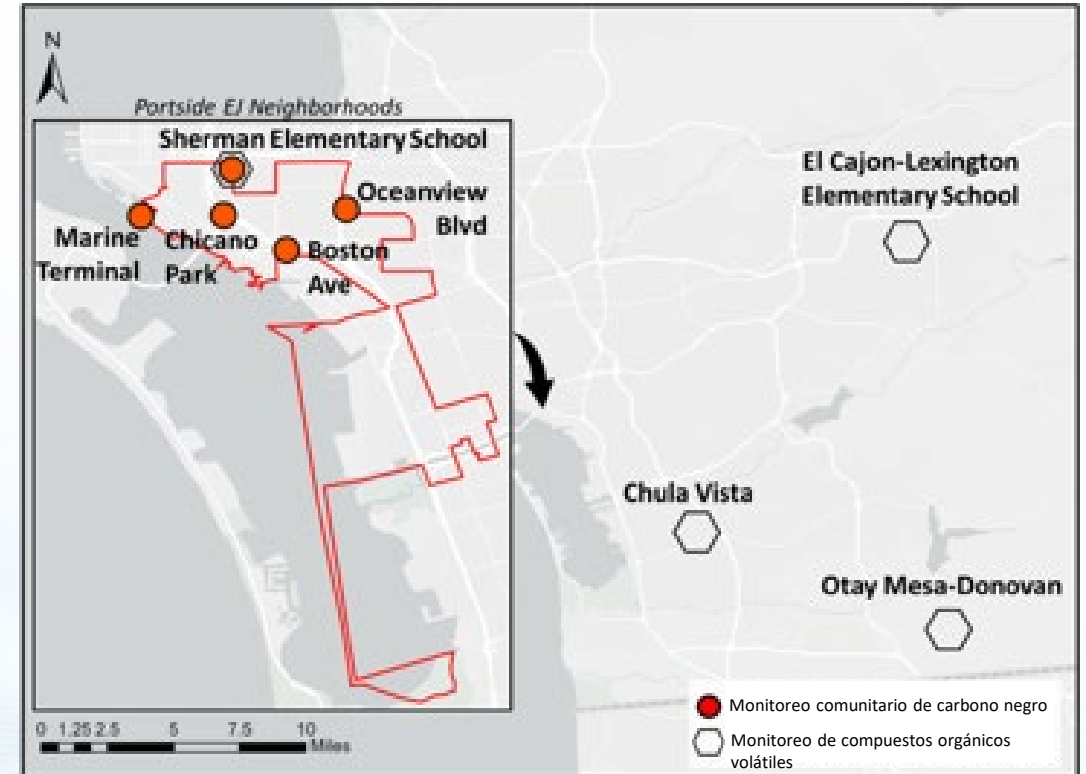 N
Portside EJ Neighborhoods
Sherman Elementary School
Oceanview
Blvd
Marine
Terminal
Chicano
Park
Boston
Ave
El Cajon-Lexington
Elementary School
Chula Vista
Otay Mesa-Donovan
0 1.25 2.5 5 7.5 10
Miles
Monitoreo comunitario de carbono negro
Monitoreo de compuestos orgánicos
volátiles